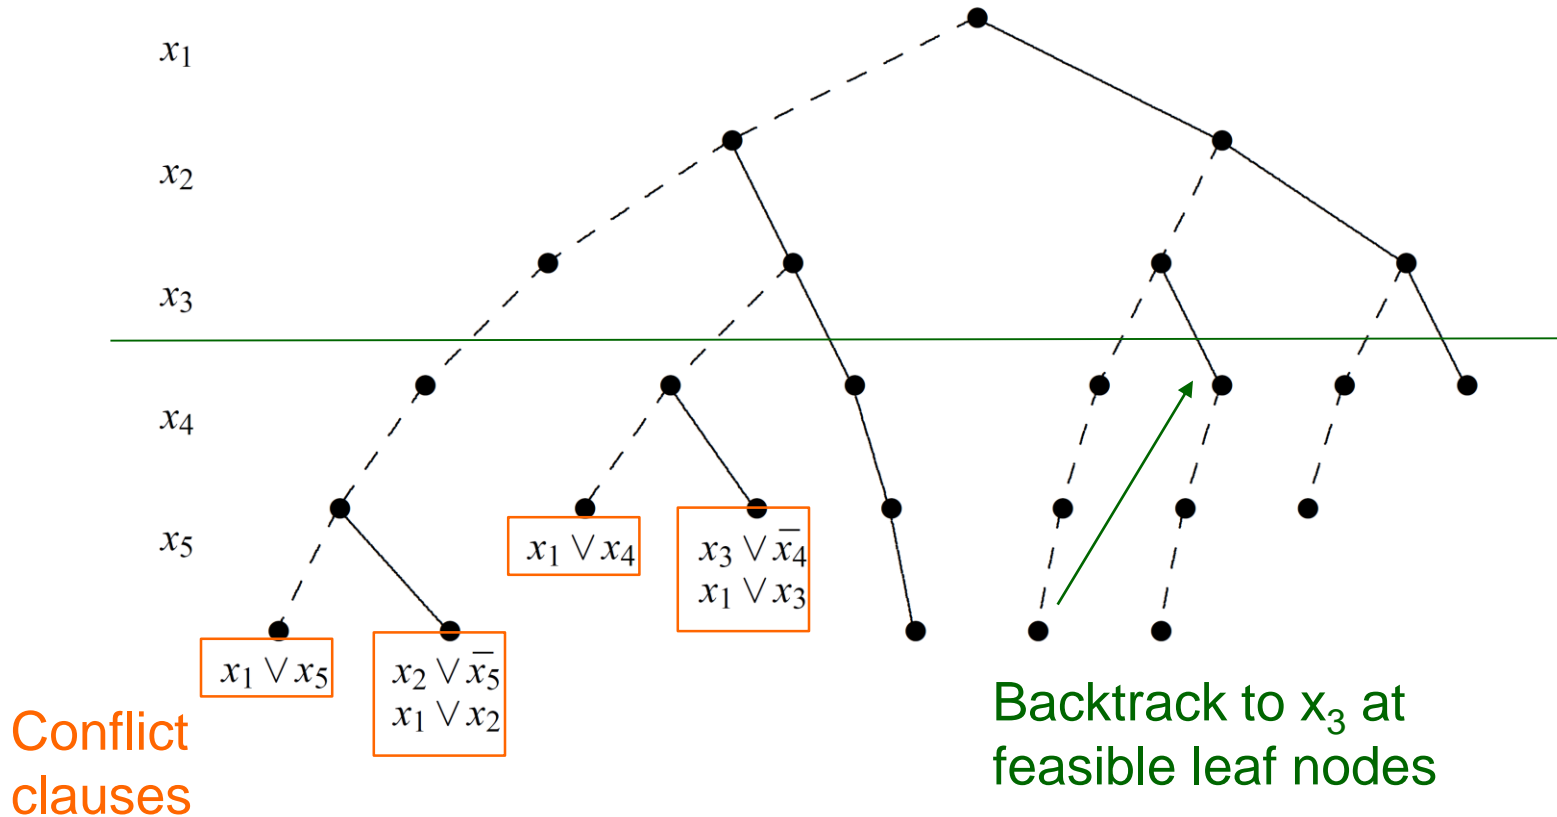 x₁
x₂
x₃
x₄
x₅
x₁ ∨ x₄
x₃ ∨ x̅₄
x₁ ∨ x₃
x₁ ∨ x₅
x₂ ∨ x̅₅
x₁ ∨ x₂
Conflict
clauses
Backtrack to x₃ at
feasible leaf nodes